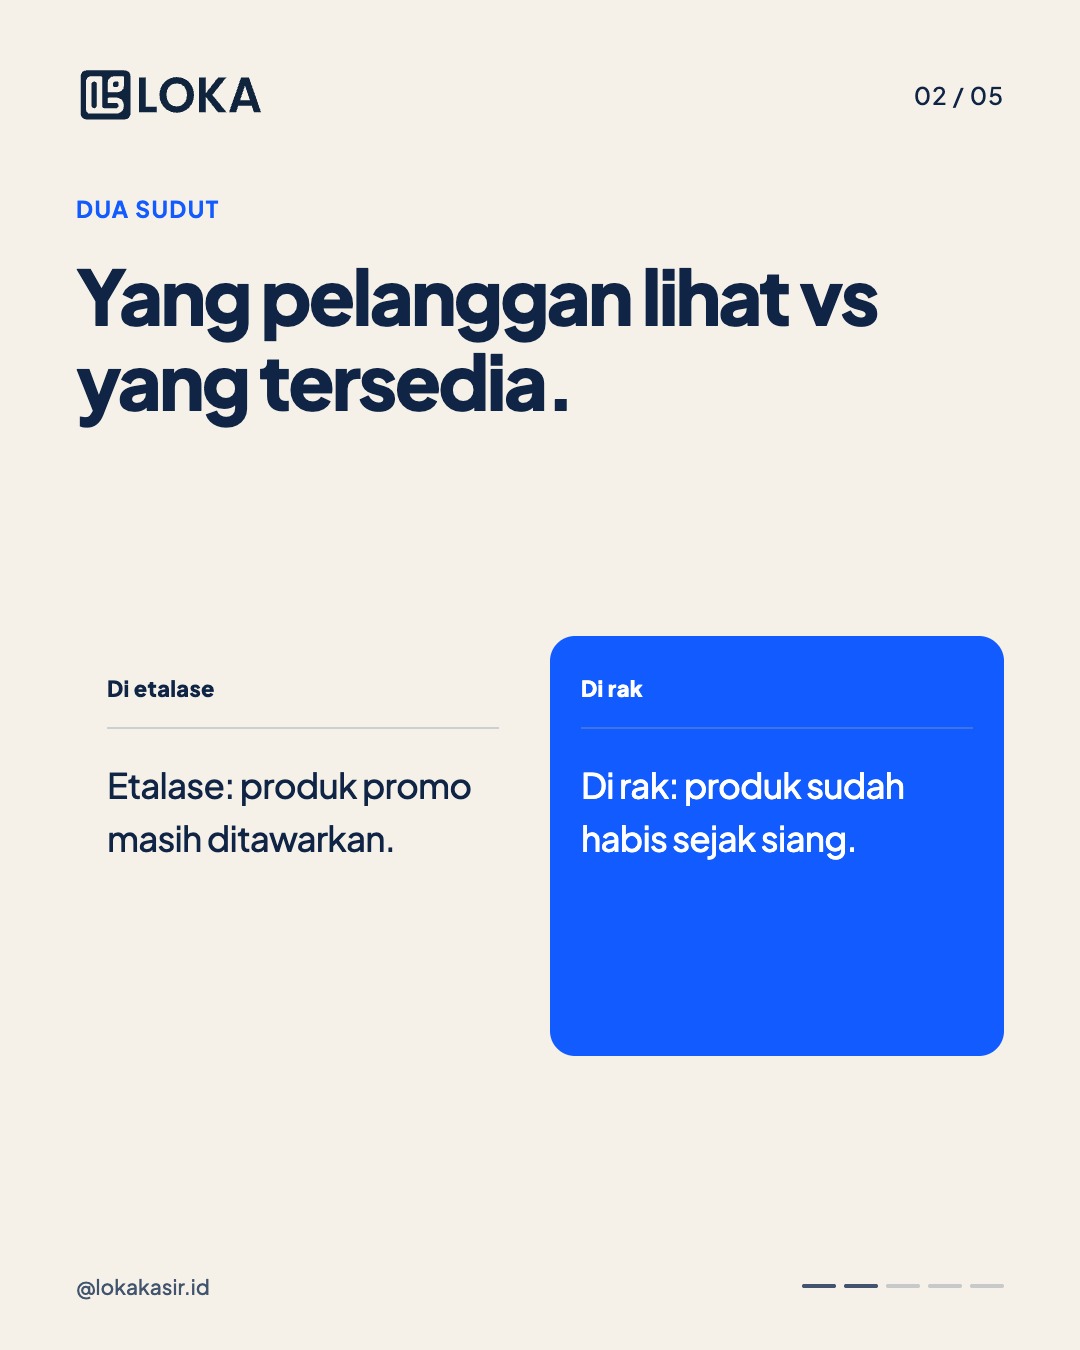 LOKA
02 / 05
DUA SUDUT
Yang pelanggan lihat vs
yang tersedia.
Di etalase
Etalase: produk promo
masih ditawarkan.
Di rak
Di rak: produk sudah
habis sejak siang.
@lokakasir.id